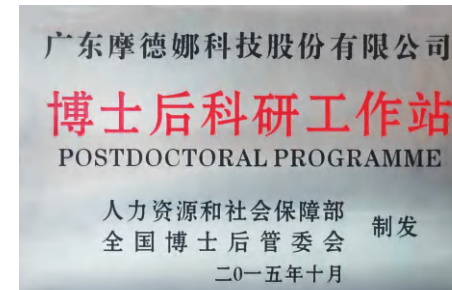 广东摩德娜科技股份有限公司
博士后科研工作站
POSTDOCTORAL PROGRAMME
人力资源和社会保障部
全国博士后管委会
制发
二0一五年十月